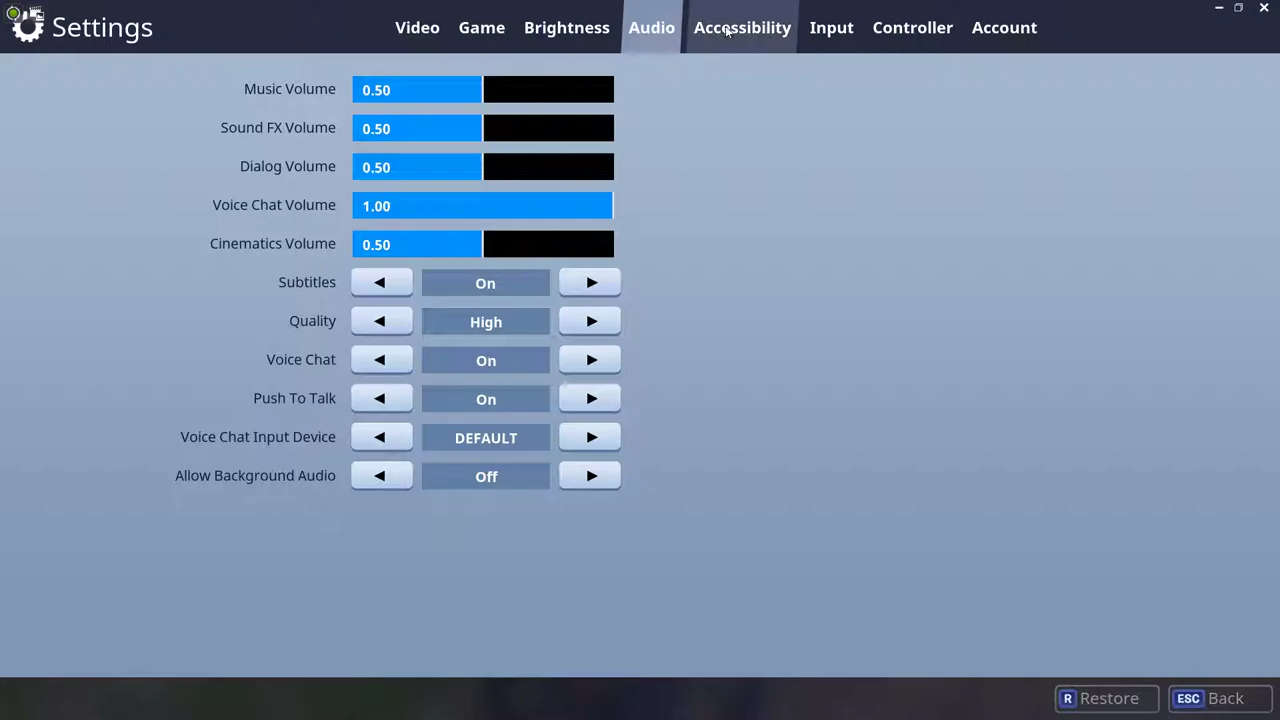 Settings Video Game Brightness Audio Accessibility Input Controller Account
Music Volume 0.50
Sound FX Volume 0.50
Dialog Volume 0.50
Voice Chat Volume 1.00
Cinematics Volume 0.50
Subtitles On
Quality High
Voice Chat On
Push To Talk On
Voice Chat Input Device DEFAULT
Allow Background Audio Off
R Restore ESC Back